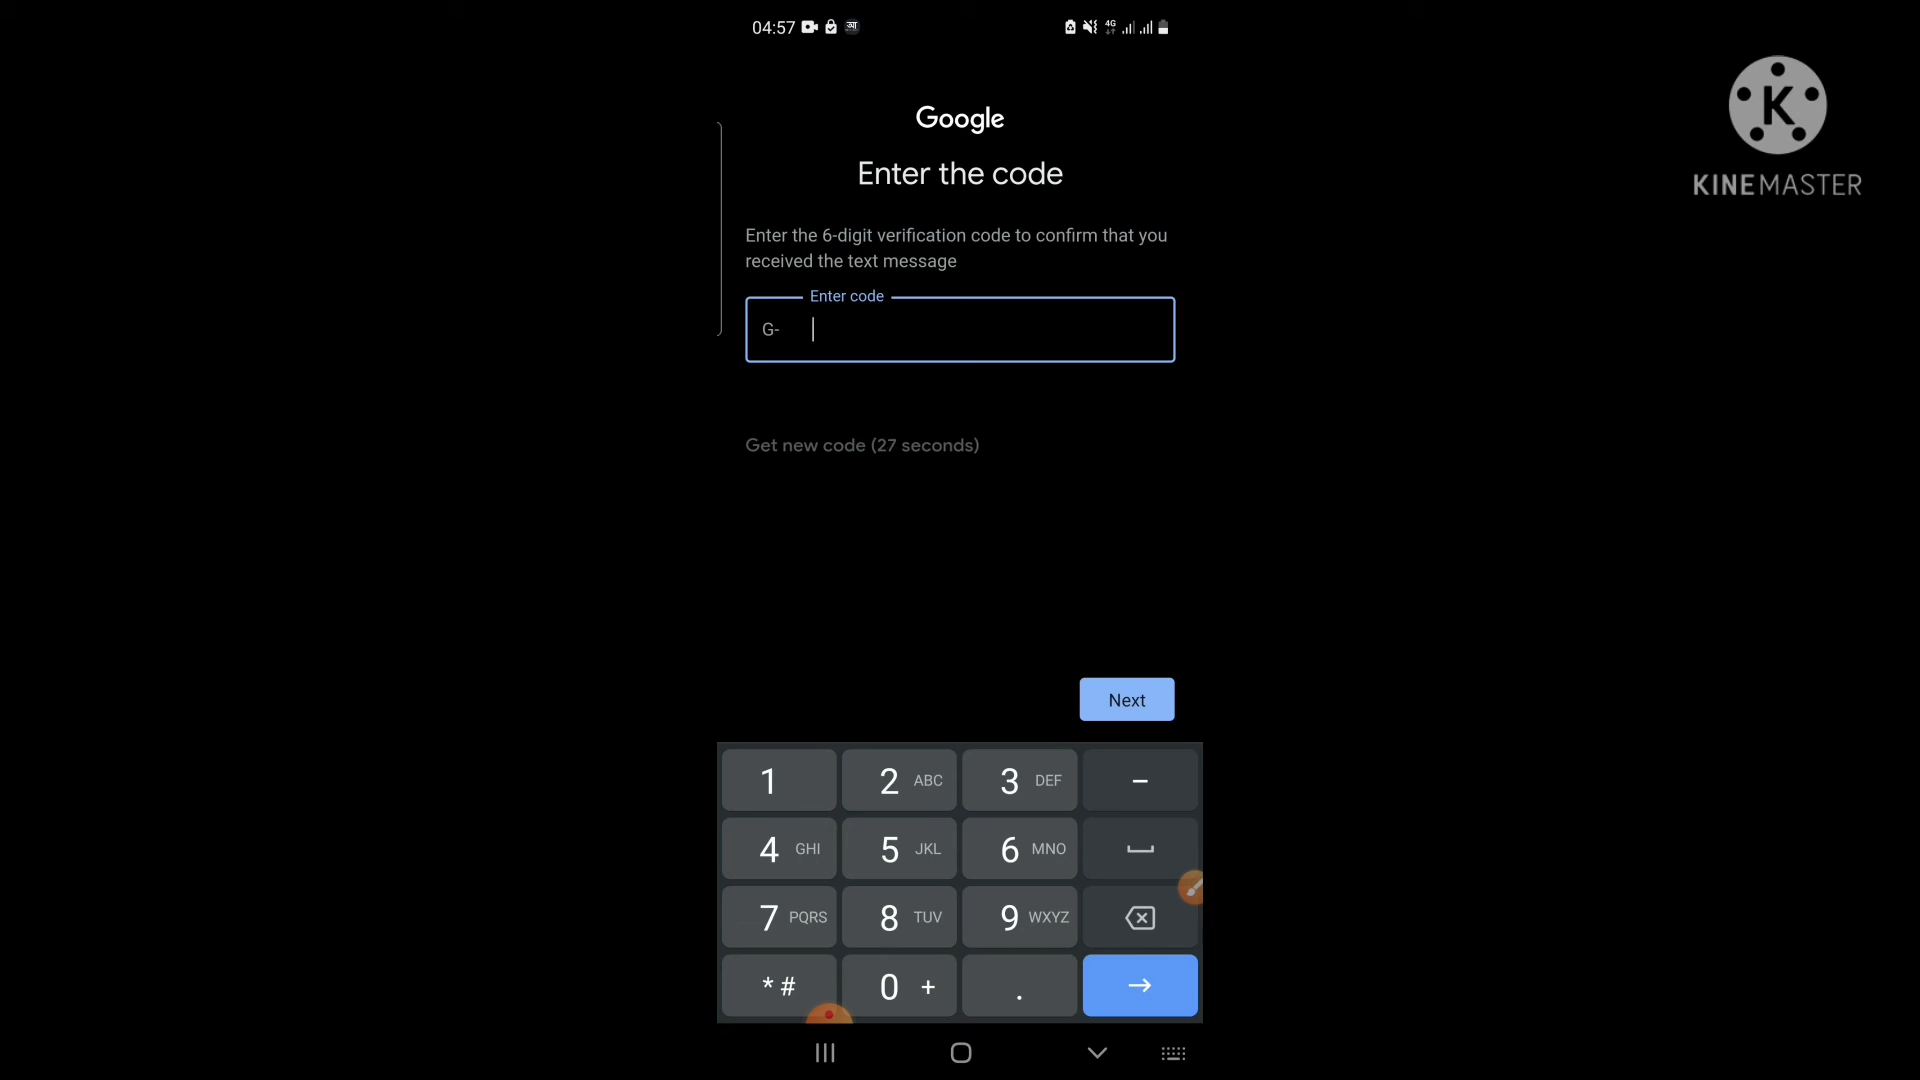 04:57 आ 4G
Google
Enter the code
Enter the 6-digit verification code to confirm that you
received the text message
Enter code
G-
Get new code (27 seconds)
Next
1 2 ABC 3 DEF -
4 GHI 5 JKL 6 MNO
7 PQRS 8 TUV 9 WXYZ
* # 0 + .
K
KINEMASTER